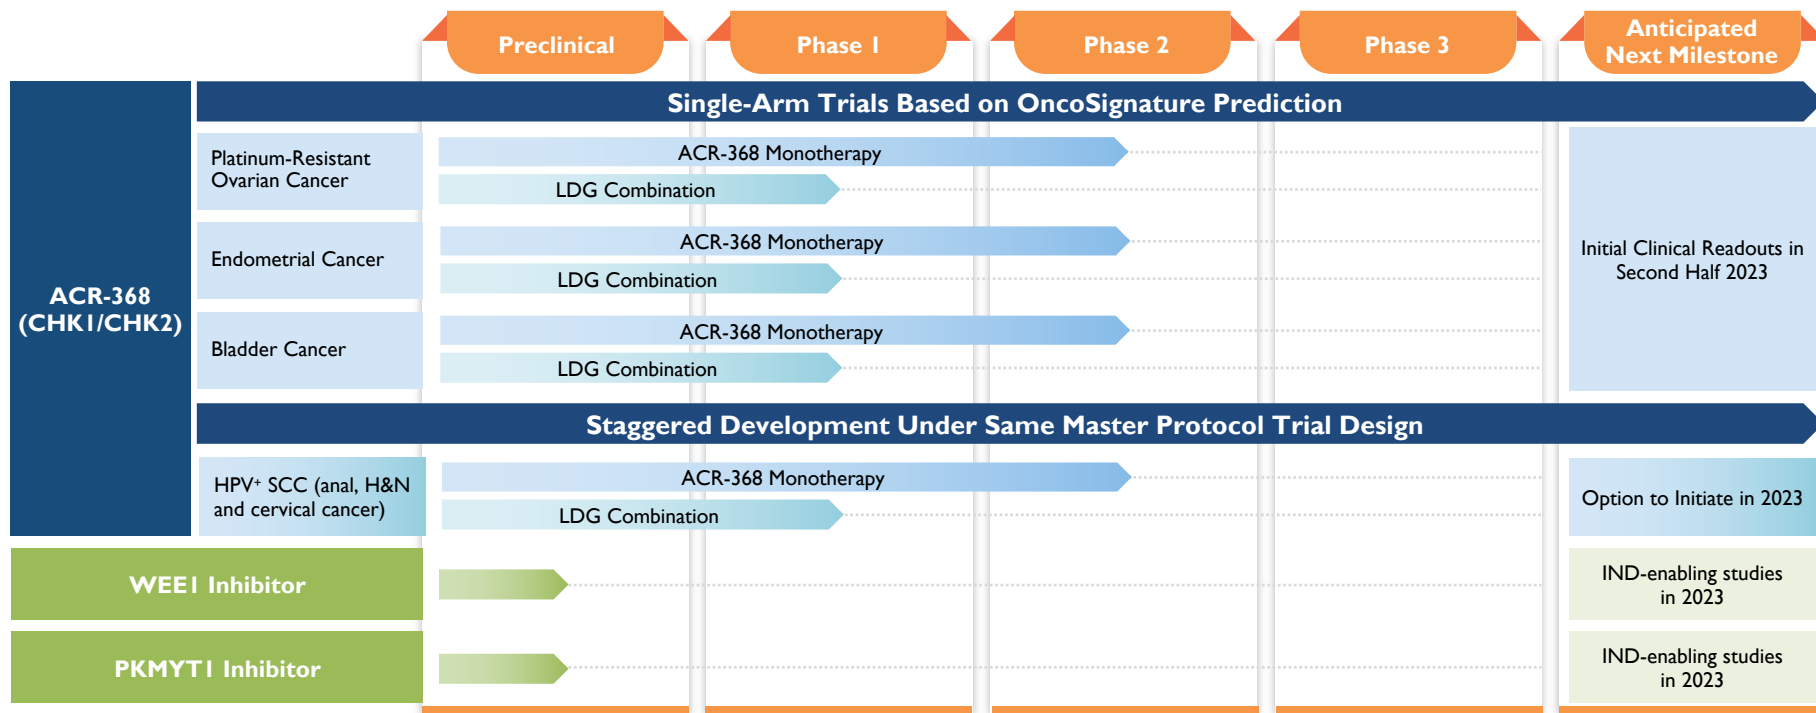 Preclinical
Phase 1
Phase 2
Phase 3
Anticipated
Next Milestone
ACR-368
(CHK1/CHK2)
Single-Arm Trials Based on OncoSignature Prediction
Platinum-Resistant
Ovarian Cancer
ACR-368 Monotherapy
LDG Combination
Endometrial Cancer
ACR-368 Monotherapy
LDG Combination
Bladder Cancer
ACR-368 Monotherapy
LDG Combination
Initial Clinical Readouts in
Second Half 2023
Staggered Development Under Same Master Protocol Trial Design
HPV⁺ SCC (anal, H&N
and cervical cancer)
ACR-368 Monotherapy
LDG Combination
Option to Initiate in 2023
WEE1 Inhibitor
IND-enabling studies
in 2023
PKMYT1 Inhibitor
IND-enabling studies
in 2023